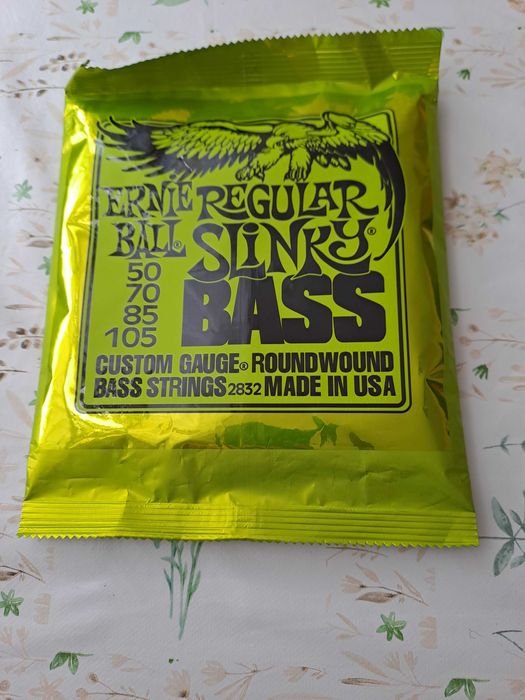 ERNIE BALL®
REGULAR
SLINKY®
BASS
50
70
85
105
CUSTOM GAUGE® ROUNDWOUND
BASS STRINGS 2832 MADE IN USA